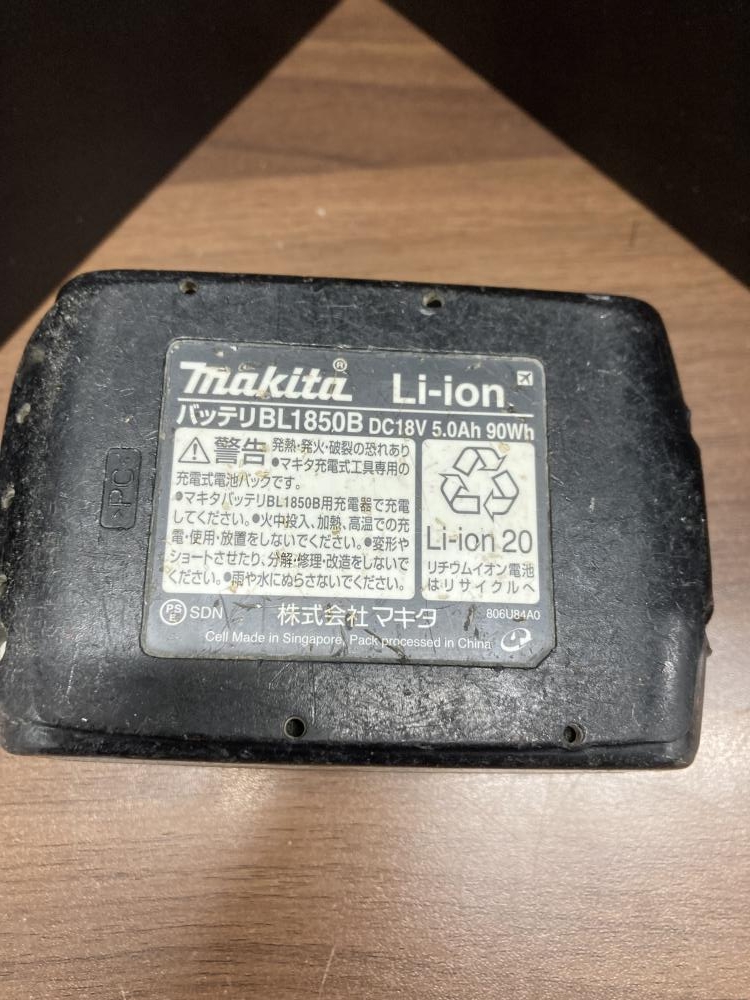 makita® Li-ion
バッテリBL1850B DC18V 5.0Ah 90Wh
警告 発熱・発火・破裂の恐れあり
●マキタ充電式工具専用の
充電式電池パックです。
●マキタバッテリBL1850B用充電器で充電
してください。●火中投入、加熱、高温での充
電・使用・放置をしないでください。●変形や
ショートさせたり、分解・修理・改造をしないで
ください。●雨や水にぬらさないでください。
Li-ion 20
リチウムイオン電池
はリサイクルへ
PSE SDN 株式会社マキタ 806U84A0
Cell Made in Singapore, Pack processed in China
>PC<